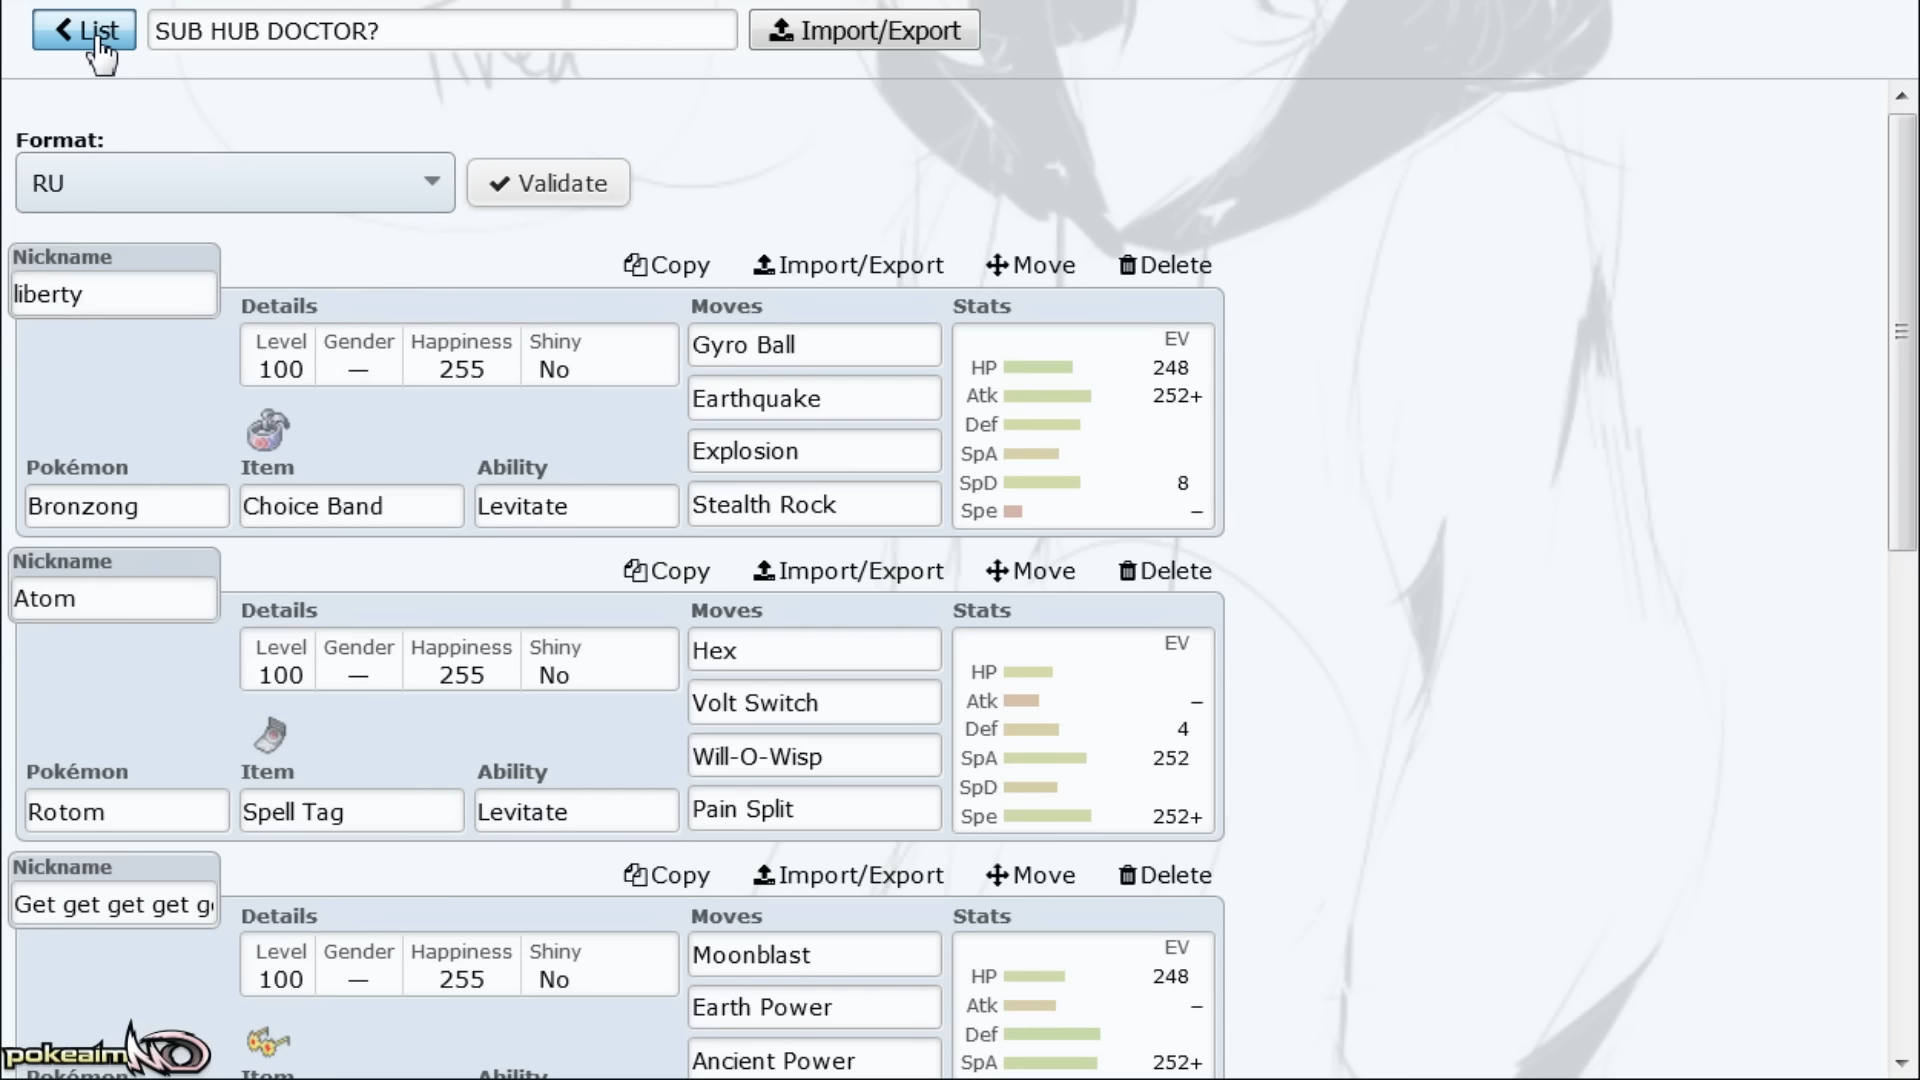 List
SUB HUB DOCTOR?
Import/Export
Format:
RU
Validate
Nickname
liberty
Copy
Import/Export
Move
Delete
Details
Level
Gender
Happiness
Shiny
100
—
255
No
Pokémon
Bronzong
Item
Choice Band
Ability
Levitate
Moves
Gyro Ball
Earthquake
Explosion
Stealth Rock
Stats
EV
HP 248
Atk 252+
Def
SpA
SpD 8
Spe –
Nickname
Atom
Copy
Import/Export
Move
Delete
Details
Level
Gender
Happiness
Shiny
100
—
255
No
Pokémon
Rotom
Item
Spell Tag
Ability
Levitate
Moves
Hex
Volt Switch
Will-O-Wisp
Pain Split
Stats
EV
HP
Atk –
Def 4
SpA 252
SpD
Spe 252+
Nickname
Get get get get g
Copy
Import/Export
Move
Delete
Details
Level
Gender
Happiness
Shiny
100
—
255
No
Pokémon
Item
Ability
Moves
Moonblast
Earth Power
Ancient Power
Stats
EV
HP 248
Atk –
Def
SpA 252+
pokeaimMD